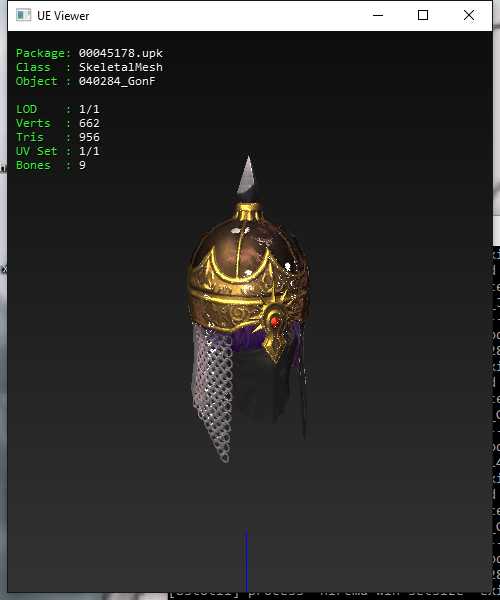 UE Viewer
Package: 00045178.upk
Class : SkeletalMesh
Object : 040284_GonF
LOD : 1/1
Verts : 662
Tris : 956
UV Set : 1/1
Bones : 9